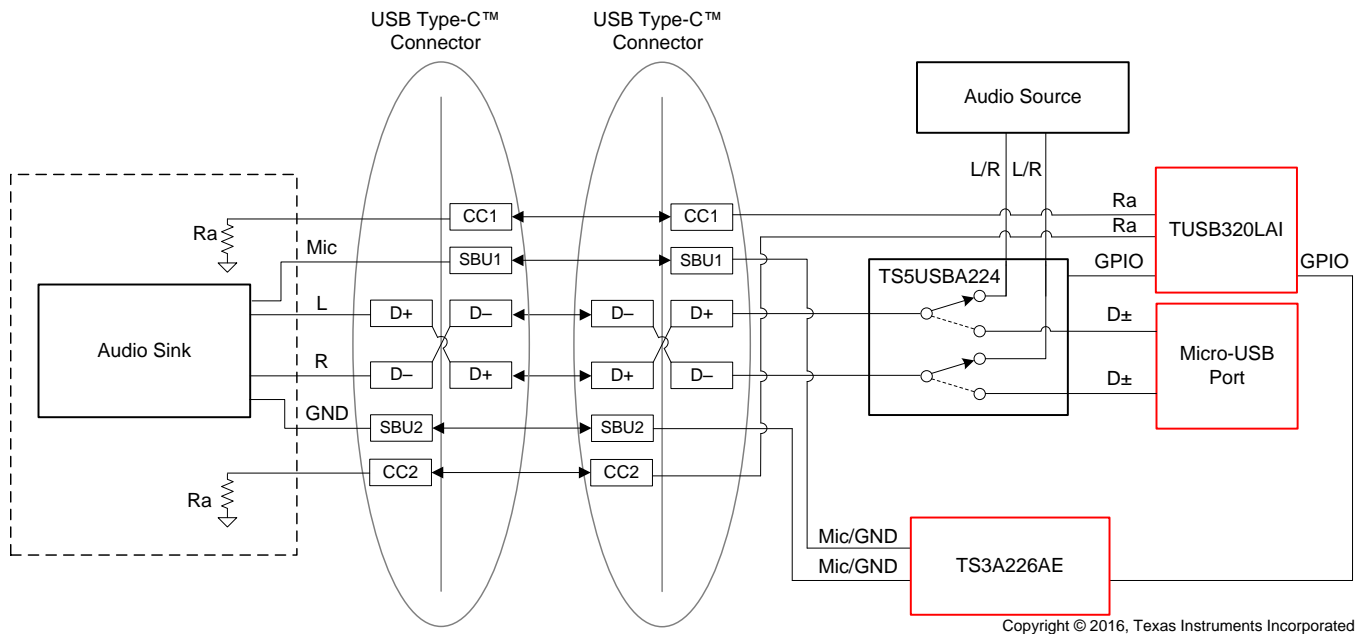 USB Type-C™
Connector
USB Type-C™
Connector
Audio Source
L/R
L/R
Ra
Ra
TUSB320LAI
GPIO
GPIO
CC1
CC1
Ra
Mic
SBU1
SBU1
TS5USBA224
L
D+
D–
D–
D+
D±
Audio Sink
Micro-USB
Port
R
D–
D+
D+
D–
D±
GND
SBU2
SBU2
CC2
CC2
Ra
Mic/GND
Mic/GND
TS3A226AE
Copyright © 2016, Texas Instruments Incorporated